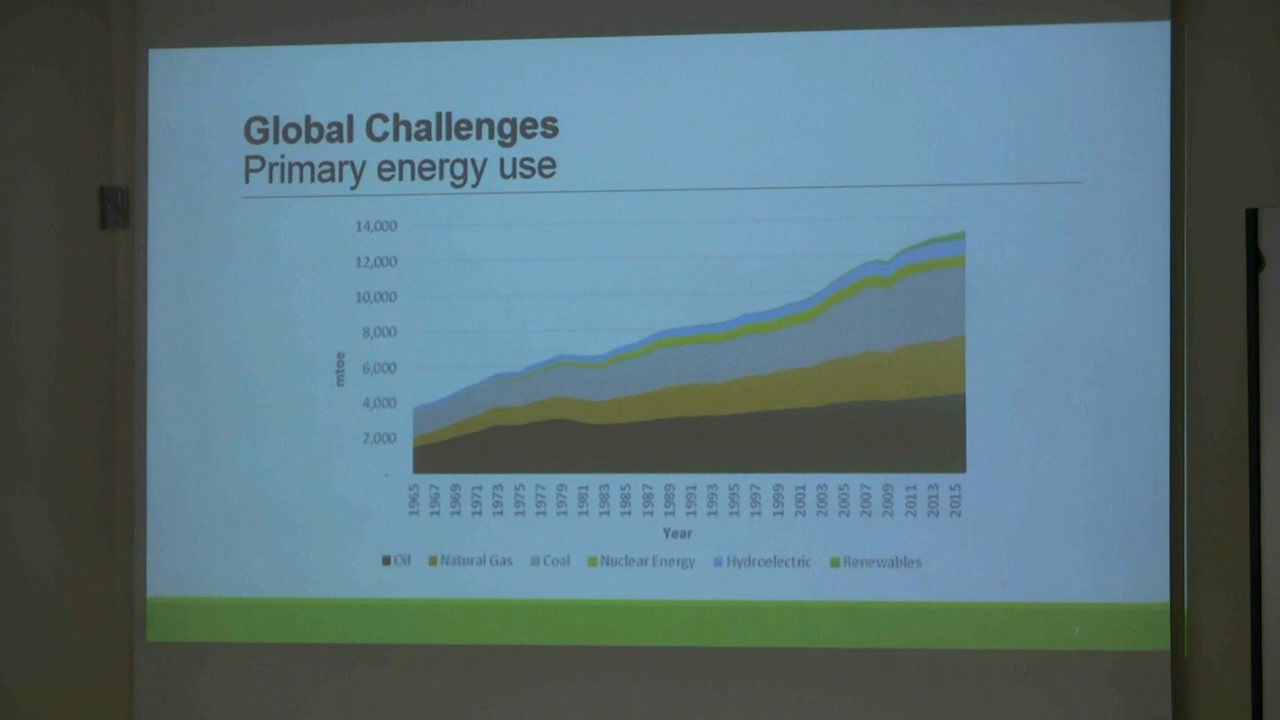 Global Challenges
Primary energy use
14,000
12,000
10,000
8,000
6,000
4,000
2,000
-
mtoe
1965 1967 1969 1971 1973 1975 1977 1979 1981 1983 1985 1987 1989 1991 1993 1995 1997 1999 2001 2003 2005 2007 2009 2011 2013 2015
Year
Oil Natural Gas Coal Nuclear Energy Hydroelectric Renewables